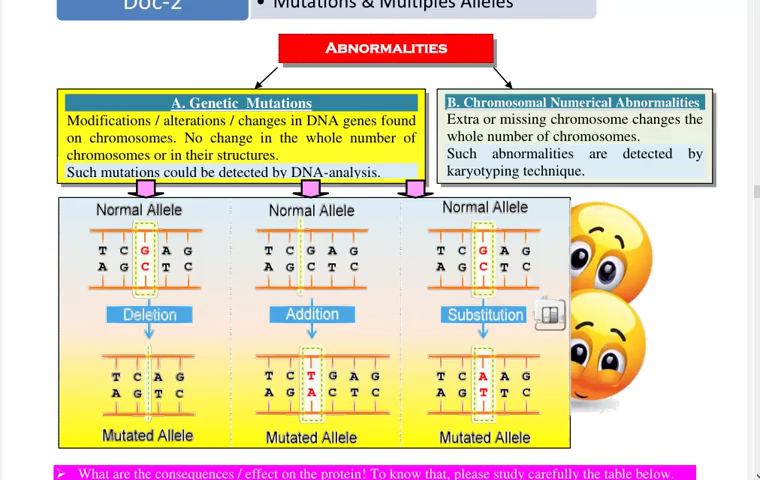 Doc-2
• Mutations & Multiples Alleles
ABNORMALITIES
A. Genetic Mutations
Modifications / alterations / changes in DNA genes found
on chromosomes. No change in the whole number of
chromosomes or in their structures.
Such mutations could be detected by DNA-analysis.
B. Chromosomal Numerical Abnormalities
Extra or missing chromosome changes the
whole number of chromosomes.
Such abnormalities are detected by
karyotyping technique.
Normal Allele
T C G A G
A G C T C
Deletion
T C A G
A G T C
Mutated Allele
Normal Allele
T C G A G
A G C T C
Addition
T C T G A G
A G A C T C
Mutated Allele
Normal Allele
T C G A G
A G C T C
Substitution
T C A A G
A G T T C
Mutated Allele
➢ What are the consequences / effect on the protein! To know that, please study carefully the table below.